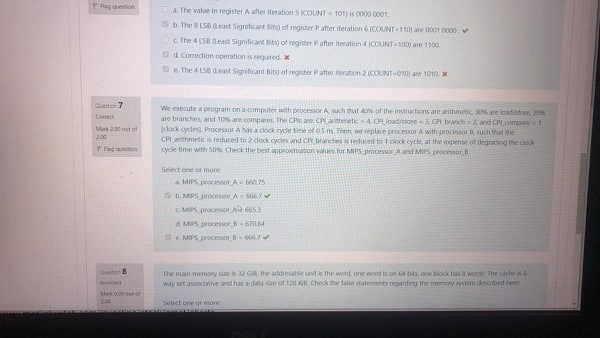 Flag question
a. The value in register A after iteration 5 (COUNT = 101) is 0000 0001.
b. The 8 LSB (Least Significant Bits) of register P after iteration 6 (COUNT=110) are 0001 0000. ✔
c. The 4 LSB (Least Significant Bits) of register P after iteration 4 (COUNT=100) are 1100.
d. Correction operation is required. ✖
e. The 4 LSB (Least Significant Bits) of register P after iteration 2 (COUNT=010) are 1010. ✖
Question 7
Correct
Mark 2.00 out of
2.00
Flag question
We execute a program on a computer with processor A, such that 40% of the instructions are arithmetic, 30% are load/store, 20%
are branches, and 10% are compares. The CPIs are: CPI_arithmetic = 4, CPI_load/store = 3, CPI_branch = 2, and CPI_compare = 1
[clock cycles]. Processor A has a clock cycle time of 0.5 ns. Then, we replace processor A with processor B, such that the
CPI_arithmetic is reduced to 2 clock cycles and CPI_branches is reduced to 1 clock cycle, at the expense of degrading the clock
cycle time with 50%. Check the best approximation values for MIPS_processor_A and MIPS_processor_B.
Select one or more:
a. MIPS_processor_A = 660.75
b. MIPS_processor_A = 666.7 ✔
c. MIPS_processor_A = 665.3
d. MIPS_processor_B = 670.64
e. MIPS_processor_B = 666.7 ✔
Question 8
Incorrect
Mark 0.00 out of
2.00
The main memory size is 32 GiB, the addresable unit is the word, one word is on 64 bits, one block has 8 words. The cache is 8
way set associative and has a data size of 128 KiB. Check the false statements regarding the memory system described here:
Select one or more: